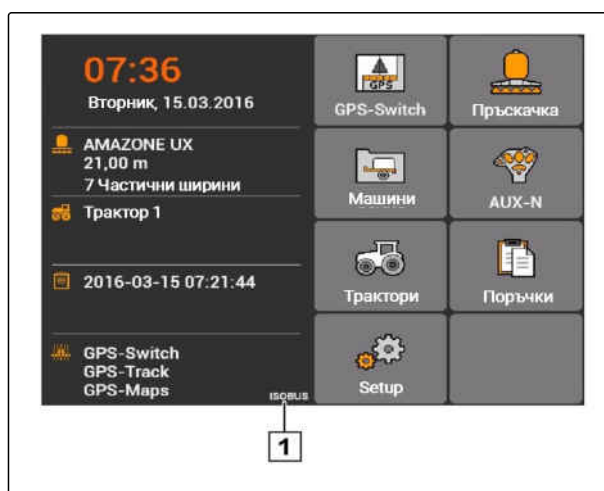 07:36
Вторник, 15.03.2016
AMAZONE UX
21,00 m
7 Частични ширини
Трактор 1
2016-03-15 07:21:44
GPS-Switch
GPS-Track
GPS-Maps
ISOBUS
GPS
GPS-Switch
Пръскачка
Машини
AUX-N
Трактори
Поръчки
Setup
1